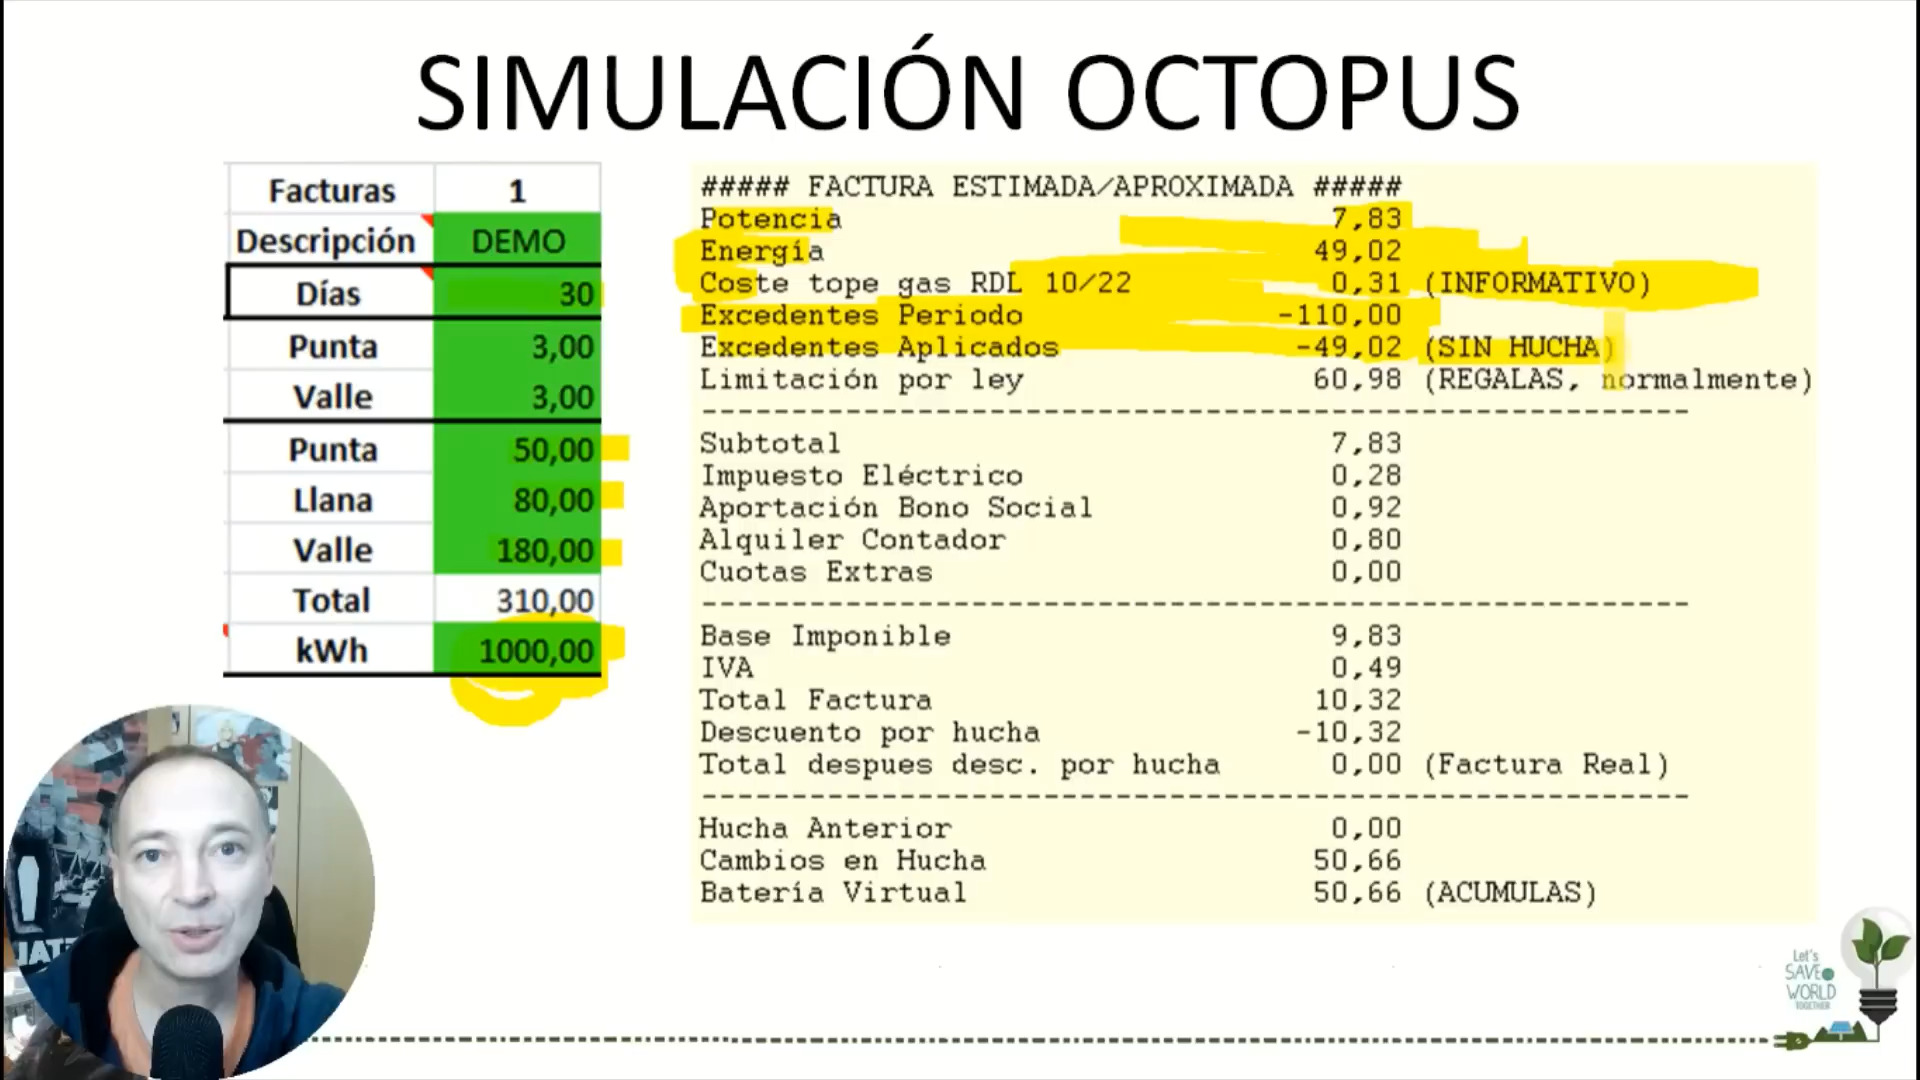 SIMULACIÓN OCTOPUS
Facturas 1
Descripción DEMO
Días 30
Punta 3,00
Valle 3,00
Punta 50,00
Llana 80,00
Valle 180,00
Total 310,00
kWh 1000,00
##### FACTURA ESTIMADA/APROXIMADA #####
Potencia 7,83
Energía 49,02
Coste tope gas RDL 10/22 0,31 (INFORMATIVO)
Excedentes Periodo -110,00
Excedentes Aplicados -49,02 (SIN HUCHA)
Limitación por ley 60,98 (REGALAS, normalmente)
Subtotal 7,83
Impuesto Eléctrico 0,28
Aportación Bono Social 0,92
Alquiler Contador 0,80
Cuotas Extras 0,00
Base Imponible 9,83
IVA 0,49
Total Factura 10,32
Descuento por hucha -10,32
Total despues desc. por hucha 0,00 (Factura Real)
Hucha Anterior 0,00
Cambios en Hucha 50,66
Batería Virtual 50,66 (ACUMULAS)
Let's
SAVE
WORLD
TOGETHER